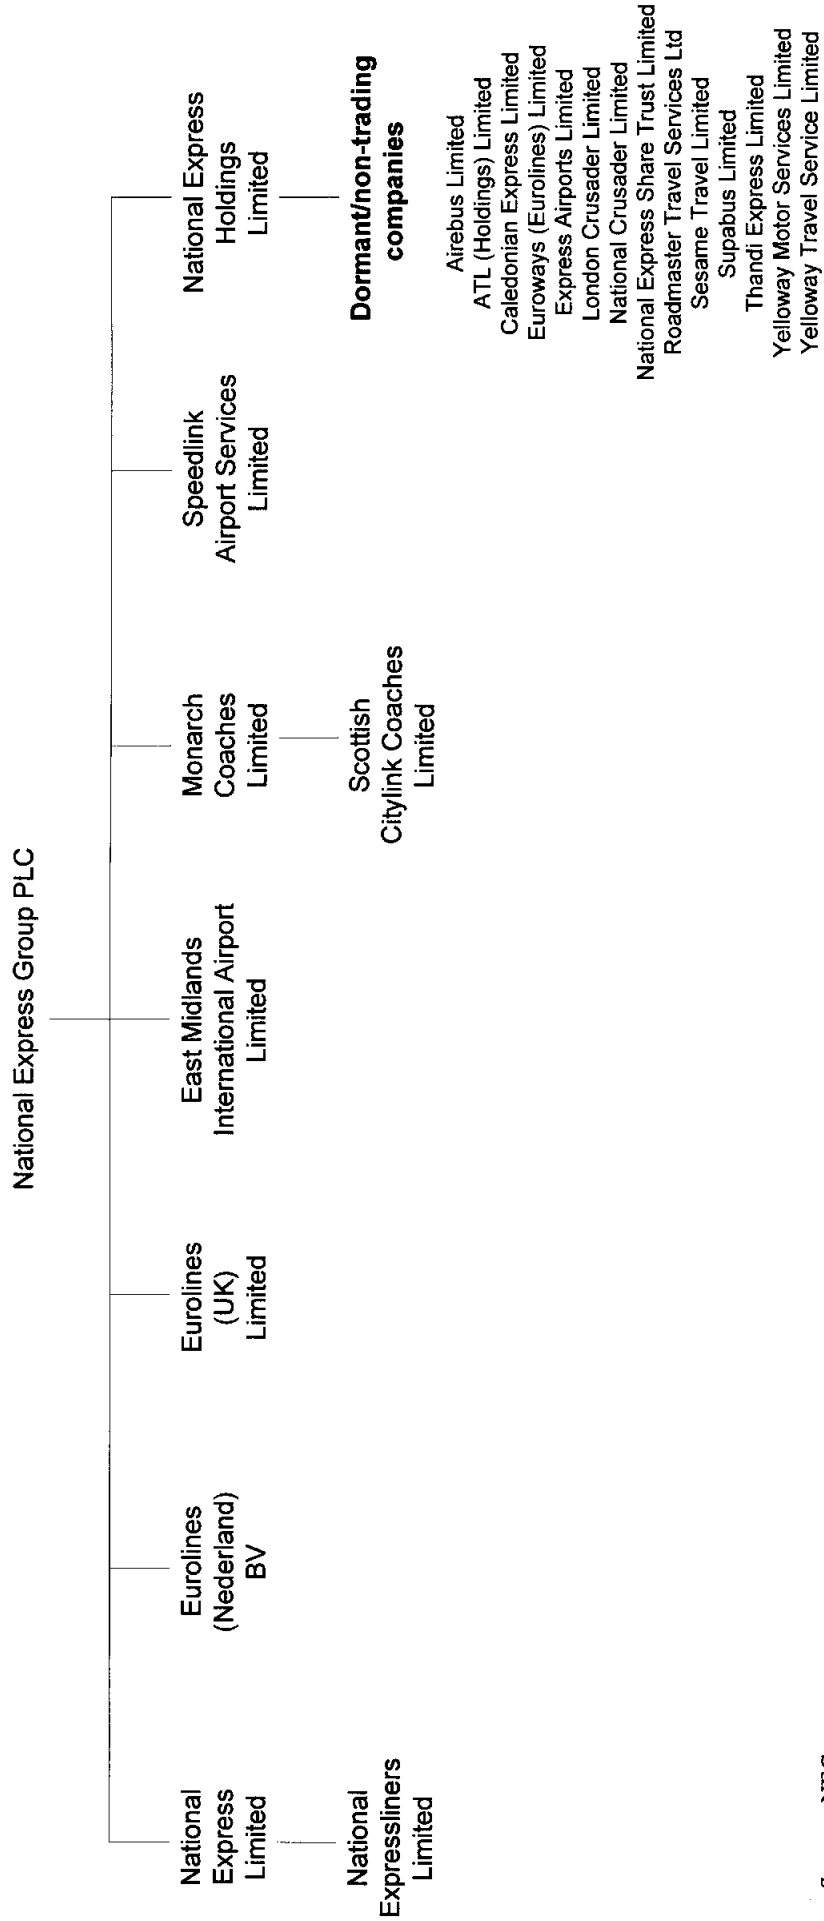 National Express Group PLC
National
Express
Limited
National
Expressliners
Limited
Eurolines
(Nederland)
BV
Eurolines
(UK)
Limited
East Midlands
International Airport
Limited
Monarch
Coaches
Limited
Scottish
Citylink Coaches
Limited
Speedlink
Airport Services
Limited
National Express
Holdings
Limited
Dormant/non-trading
companies
Airebus Limited
ATL (Holdings) Limited
Caledonian Express Limited
Euroways (Eurolines) Limited
Express Airports Limited
London Crusader Limited
National Crusader Limited
National Express Share Trust Limited
Roadmaster Travel Services Ltd
Sesame Travel Limited
Supabus Limited
Thandi Express Limited
Yelloway Motor Services Limited
Yelloway Travel Service Limited